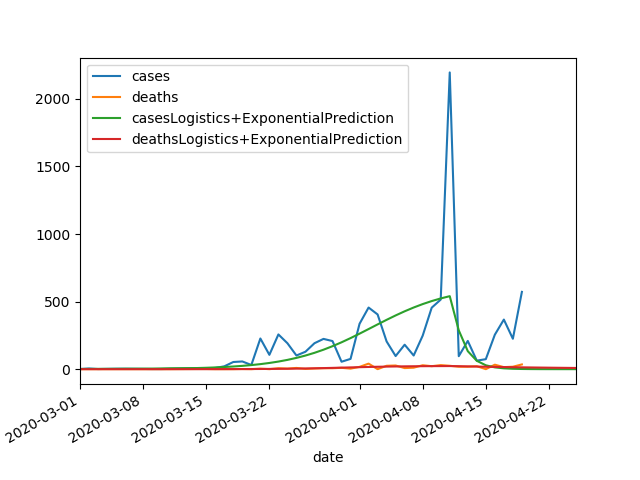 cases
deaths
casesLogistics+ExponentialPrediction
deathsLogistics+ExponentialPrediction
2000
1500
1000
500
0
2020-03-01
2020-03-08
2020-03-15
2020-03-22
2020-04-01
2020-04-08
2020-04-15
2020-04-22
date